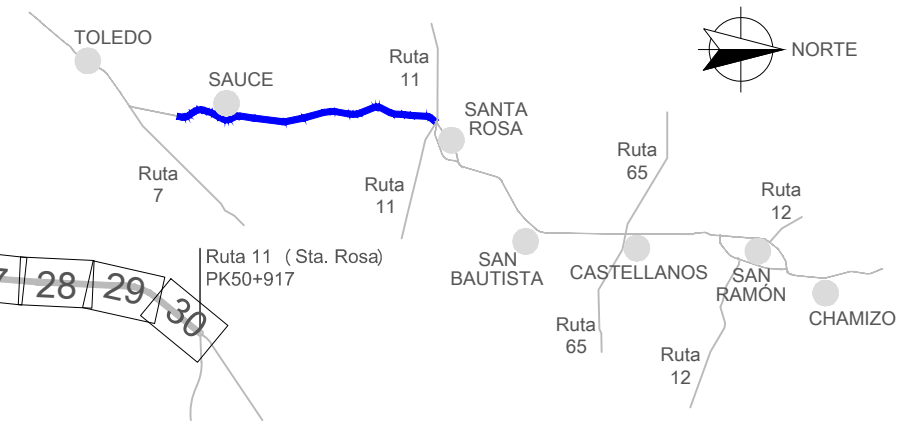 TOLEDO
SAUCE
Ruta
11
NORTE
SANTA
ROSA
Ruta
7
Ruta
11
Ruta
65
Ruta
12
Ruta 11 (Sta. Rosa)
PK50+917
SAN
BAUTISTA
CASTELLANOS
SAN
RAMÓN
CHAMIZO
Ruta
65
Ruta
12
7
28
29
30